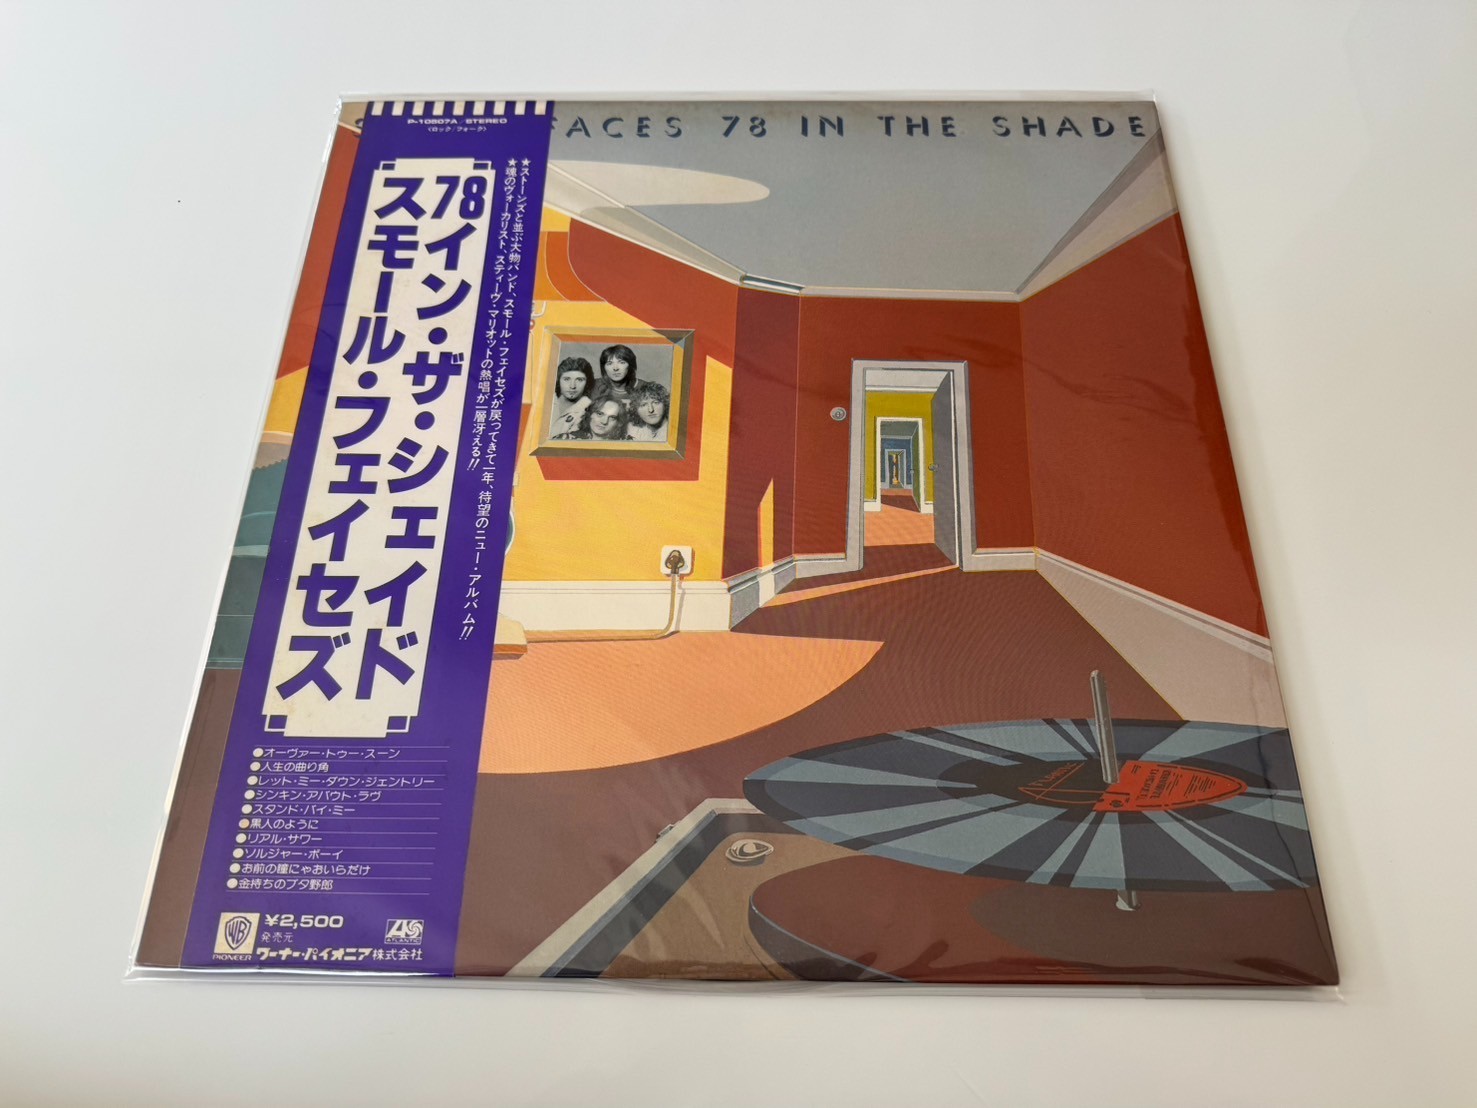 P-10607A/STEREO
〈ロック/フォーク〉
FACES 78 IN THE SHADE
★ストーンズと並ぶ大物バンド、スモール・フェイセズが戻ってきて一年、待望のニュー・アルバム!!
★魂のヴォーカリスト、スティーヴ・マリオットの熱唱が一層冴える!!
78イン・ザ・シェイド
スモール・フェイセズ
●オーヴァー・トゥー・スーン
●人生の曲り角
●レット・ミー・ダウン・ジェントリー
●シンキン・アバウト・ラヴ
●スタンド・バイ・ミー
●黒人のように
●リアル・サワー
●ソルジャー・ボーイ
●お前の瞳にゃおいらだけ
●金持ちのブタ野郎
¥2,500
発売元
ワーナー・パイオニア株式会社
WB
PIONEER
ATLANTIC